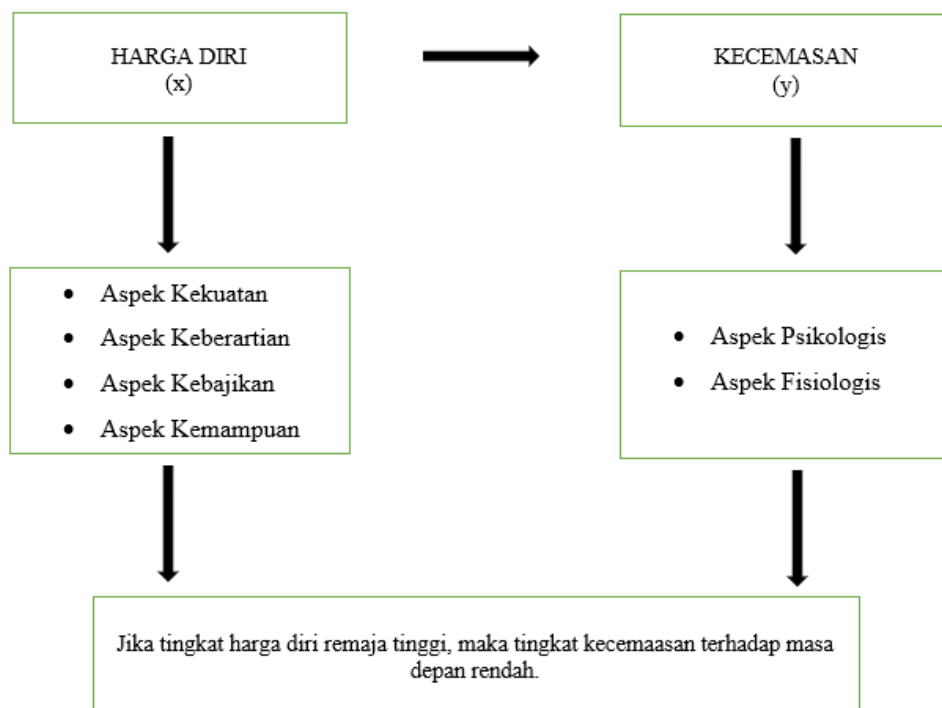 HARGA DIRI
(x)
KECEMASAN
(y)
• Aspek Kekuatan
• Aspek Keberartian
• Aspek Kebajikan
• Aspek Kemampuan
• Aspek Psikologis
• Aspek Fisiologis
Jika tingkat harga diri remaja tinggi, maka tingkat kecemaasan terhadap masa
depan rendah.